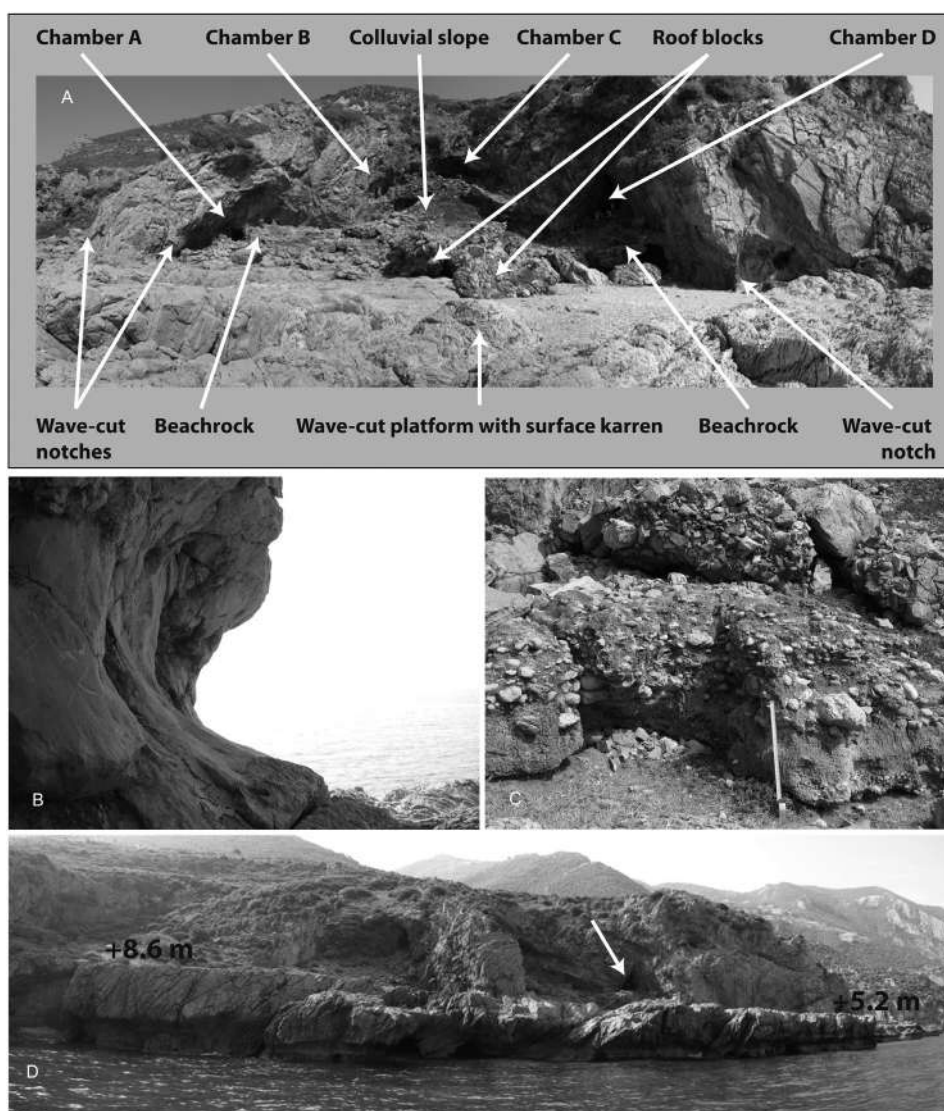 Chamber A Chamber B Colluvial slope Chamber C Roof blocks Chamber D
A
Wave-cut notches Beachrock Wave-cut platform with surface karren Beachrock Wave-cut notch
B
C
+8.6 m
+5.2 m
D